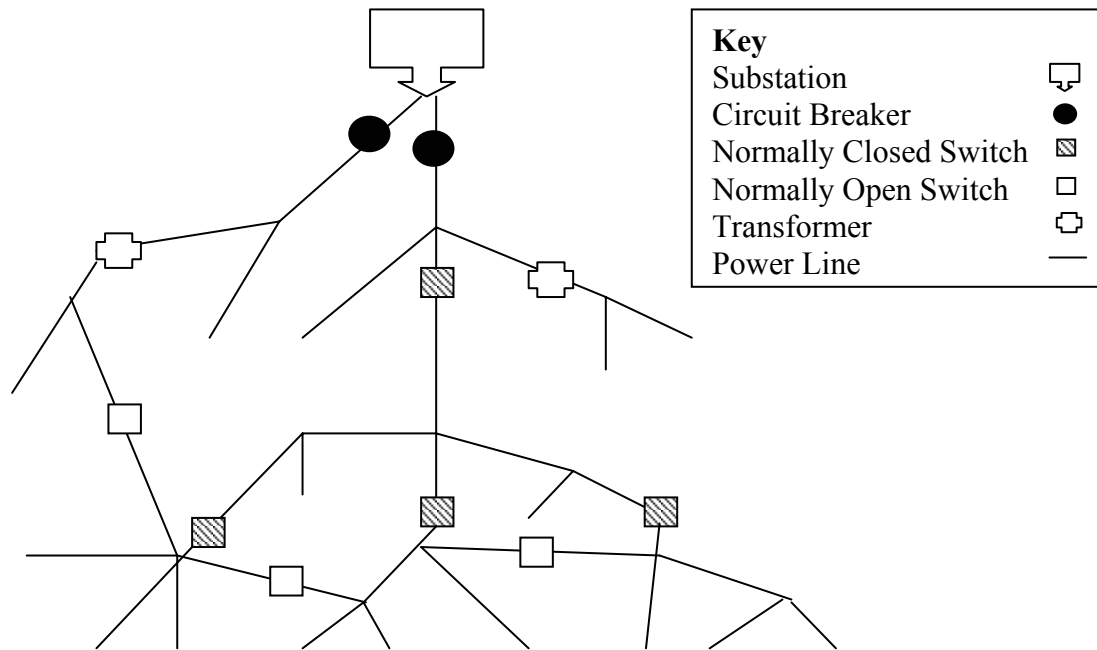 Key
Substation
Circuit Breaker
Normally Closed Switch
Normally Open Switch
Transformer
Power Line